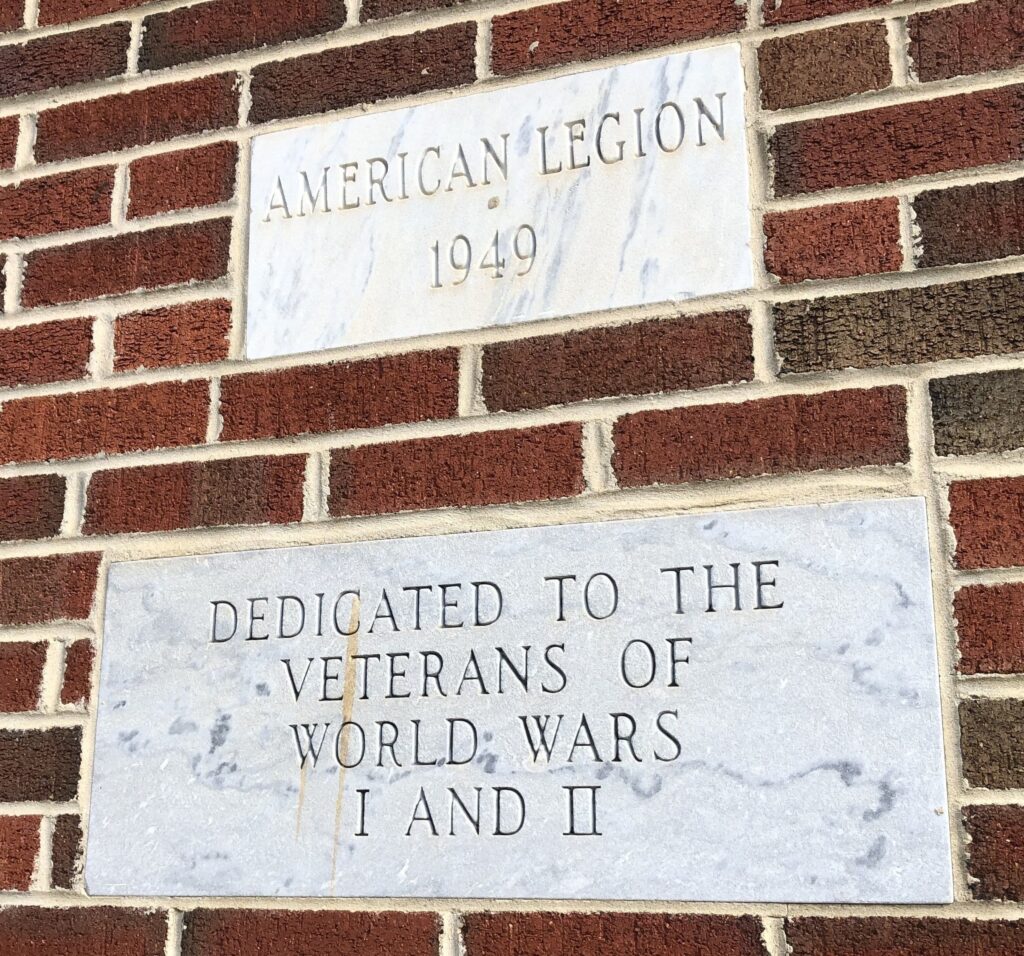 AMERICAN LEGION
1949
DEDICATED TO THE
VETERANS OF
WORLD WARS
I AND II